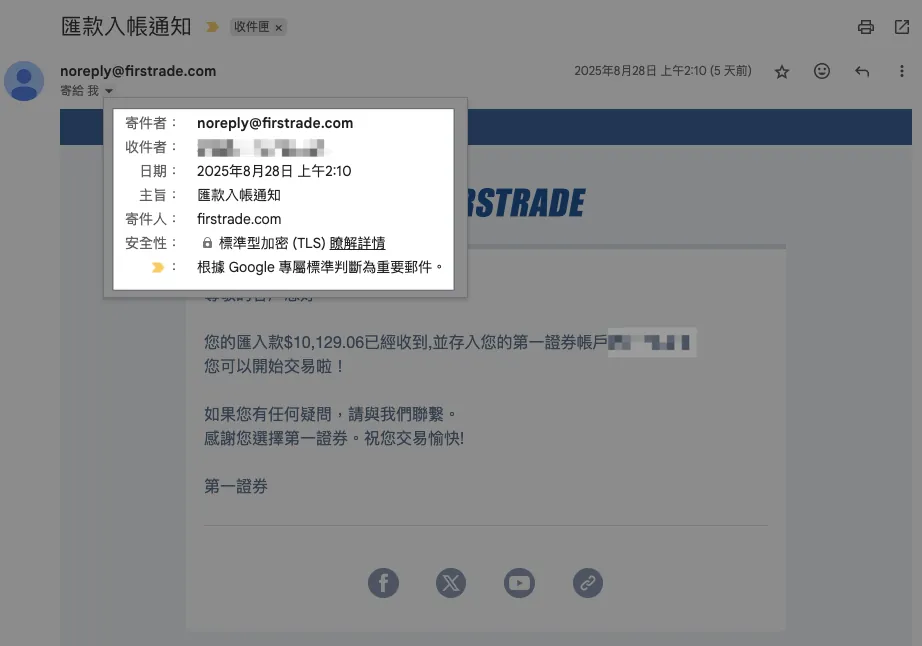 匯款入帳通知
收件匣 ×
noreply@firstrade.com
2025年8月28日 上午2:10 (5 天前)
寄給 我
寄件者： noreply@firstrade.com
收件者：
日期： 2025年8月28日 上午2:10
主旨： 匯款入帳通知
寄件人： firstrade.com
安全性： 標準型加密 (TLS) 瞭解詳情
： 根據 Google 專屬標準判斷為重要郵件。
RSTRADE
您的匯入款$10,129.06已經收到,並存入您的第一證券帳戶
您可以開始交易啦！
如果您有任何疑問，請與我們聯繫。
感謝您選擇第一證券。祝您交易愉快!
第一證券